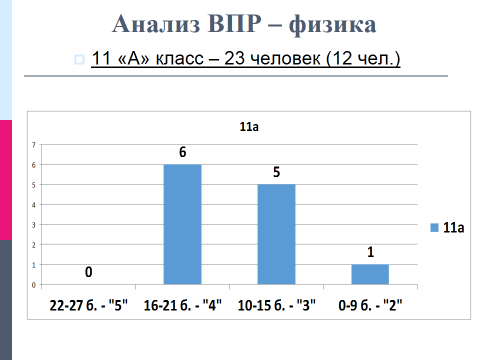 Анализ ВПР – физика
11 «А» класс – 23 человек (12 чел.)
11а
7
6
5
4
3
2
1
0
0
6
5
1
22-27 б. - "5" 16-21 б. - "4" 10-15 б. - "3" 0-9 б. - "2"
11а